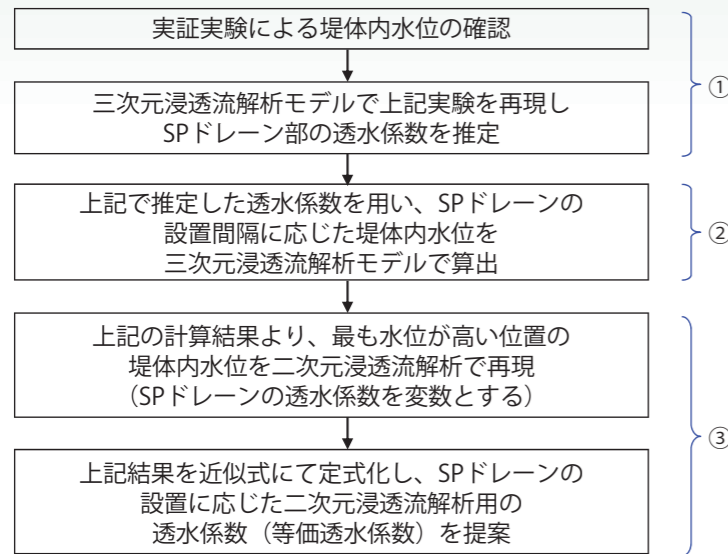 実証実験による堤体内水位の確認
三次元浸透流解析モデルで上記実験を再現し
SPドレーン部の透水係数を推定
①
上記で推定した透水係数を用い、SPドレーンの
設置間隔に応じた堤体内水位を
三次元浸透流解析モデルで算出
②
上記の計算結果より、最も水位が高い位置の
堤体内水位を二次元浸透流解析で再現
（SPドレーンの透水係数を変数とする）
上記結果を近似式にて定式化し、SPドレーンの
設置に応じた二次元浸透流解析用の
透水係数（等価透水係数）を提案
③